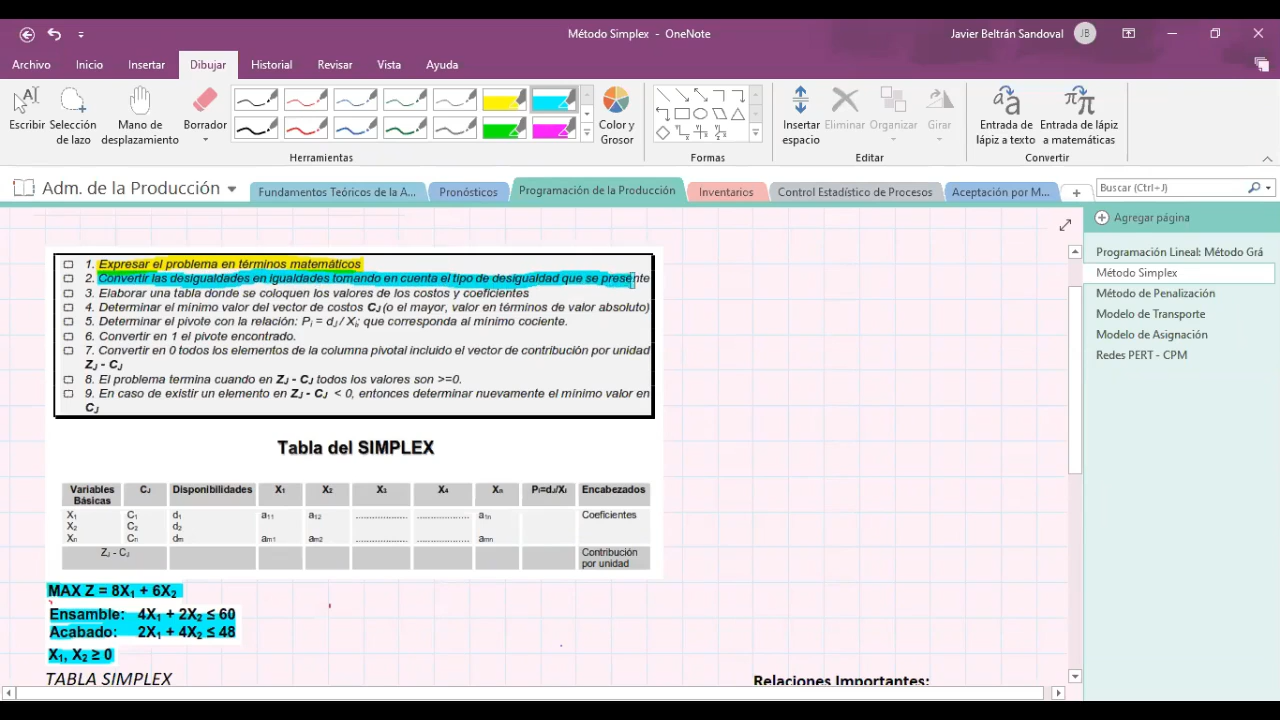 Método Simplex - OneNote
Javier Beltrán Sandoval JB
Archivo Inicio Insertar Dibujar Historial Revisar Vista Ayuda
Escribir
Selección de lazo
Mano de desplazamiento
Borrador
Color y Grosor
Insertar espacio
Eliminar
Organizar
Girar
Entrada de lápiz a texto
Entrada de lápiz a matemáticas
Herramientas Formas Editar Convertir
Adm. de la Producción
Fundamentos Teóricos de la A... Pronósticos Programación de la Producción Inventarios Control Estadístico de Procesos Aceptación por M... +
Buscar (Ctrl+J)
Agregar página
Programación Lineal: Método Grá
Método Simplex
Método de Penalización
Modelo de Transporte
Modelo de Asignación
Redes PERT - CPM
1. Expresar el problema en términos matemáticos
2. Convertir las desigualdades en igualdades tomando en cuenta el tipo de desigualdad que se presente
3. Elaborar una tabla donde se coloquen los valores de los costos y coeficientes
4. Determinar el mínimo valor del vector de costos CJ (o el mayor, valor en términos de valor absoluto)
5. Determinar el pivote con la relación: Pi = dJ / Xi; que corresponda al mínimo cociente.
6. Convertir en 1 el pivote encontrado.
7. Convertir en 0 todos los elementos de la columna pivotal incluido el vector de contribución por unidad
ZJ - CJ
8. El problema termina cuando en ZJ - CJ todos los valores son >=0.
9. En caso de existir un elemento en ZJ - CJ < 0, entonces determinar nuevamente el mínimo valor en
CJ
Tabla del SIMPLEX
Variables Básicas CJ Disponibilidades X1 X2 X3 X4 Xn Pi=dJ/Xi Encabezados
X1 C1 d1 a11 a12 .................. .................. a1n Coeficientes
X2 C2 d2
Xn Cn dm am1 am2 .................. .................. amn
ZJ - CJ Contribución por unidad
MAX Z = 8X1 + 6X2
Ensamble: 4X1 + 2X2 ≤ 60
Acabado: 2X1 + 4X2 ≤ 48
X1, X2 ≥ 0
TABLA SIMPLEX
Relaciones Importantes: